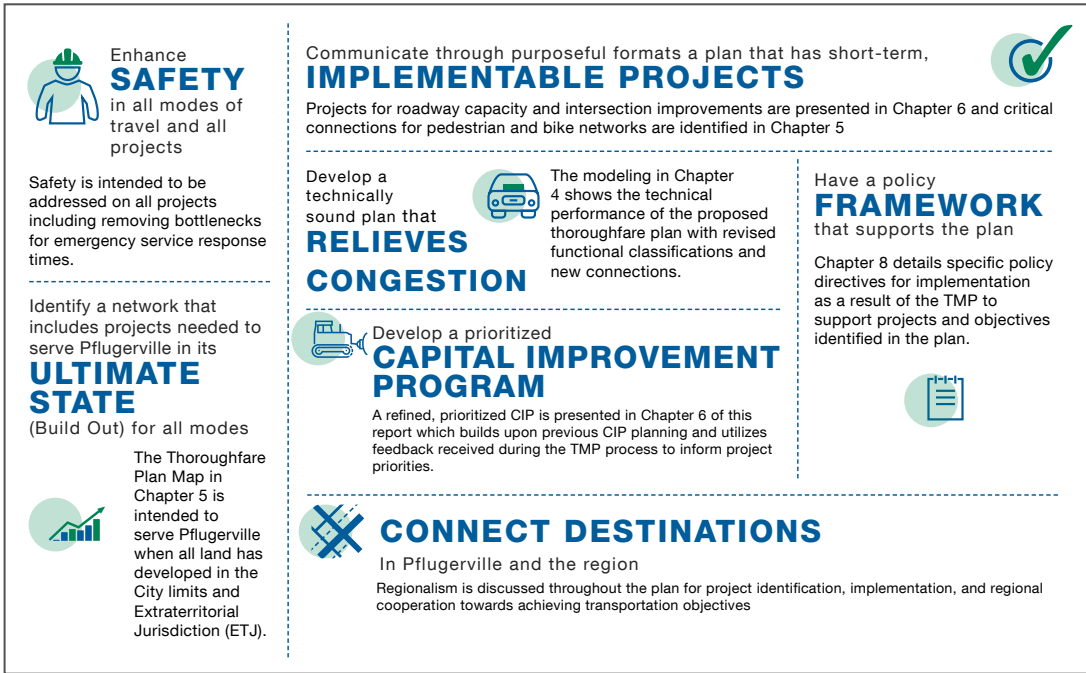 Enhance
SAFETY
in all modes of
travel and all
projects
Safety is intended to be
addressed on all projects
including removing bottlenecks
for emergency service response
times.
Identify a network that
includes projects needed to
serve Pflugerville in its
ULTIMATE
STATE
(Build Out) for all modes
The Thoroughfare
Plan Map in
Chapter 5 is
intended to
serve Pflugerville
when all land has
developed in the
City limits and
Extraterritorial
Jurisdiction (ETJ).
Communicate through purposeful formats a plan that has short-term,
IMPLEMENTABLE PROJECTS
Projects for roadway capacity and intersection improvements are presented in Chapter 6 and critical
connections for pedestrian and bike networks are identified in Chapter 5
Develop a
technically
sound plan that
RELIEVES
CONGESTION
The modeling in Chapter
4 shows the technical
performance of the proposed
thoroughfare plan with revised
functional classifications and
new connections.
Develop a prioritized
CAPITAL IMPROVEMENT
PROGRAM
A refined, prioritized CIP is presented in Chapter 6 of this
report which builds upon previous CIP planning and utilizes
feedback received during the TMP process to inform project
priorities.
Have a policy
FRAMEWORK
that supports the plan
Chapter 8 details specific policy
directives for implementation
as a result of the TMP to
support projects and objectives
identified in the plan.
CONNECT DESTINATIONS
In Pflugerville and the region
Regionalism is discussed throughout the plan for project identification, implementation, and regional
cooperation towards achieving transportation objectives